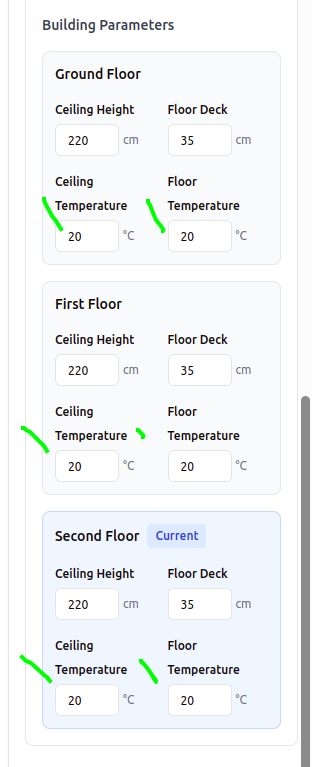 Building Parameters
Ground Floor
Ceiling Height Floor Deck
220 cm 35 cm
Ceiling Floor
Temperature Temperature
20 °C 20 °C
First Floor
Ceiling Height Floor Deck
220 cm 35 cm
Ceiling Floor
Temperature Temperature
20 °C 20 °C
Second Floor Current
Ceiling Height Floor Deck
220 cm 35 cm
Ceiling Floor
Temperature Temperature
20 °C 20 °C